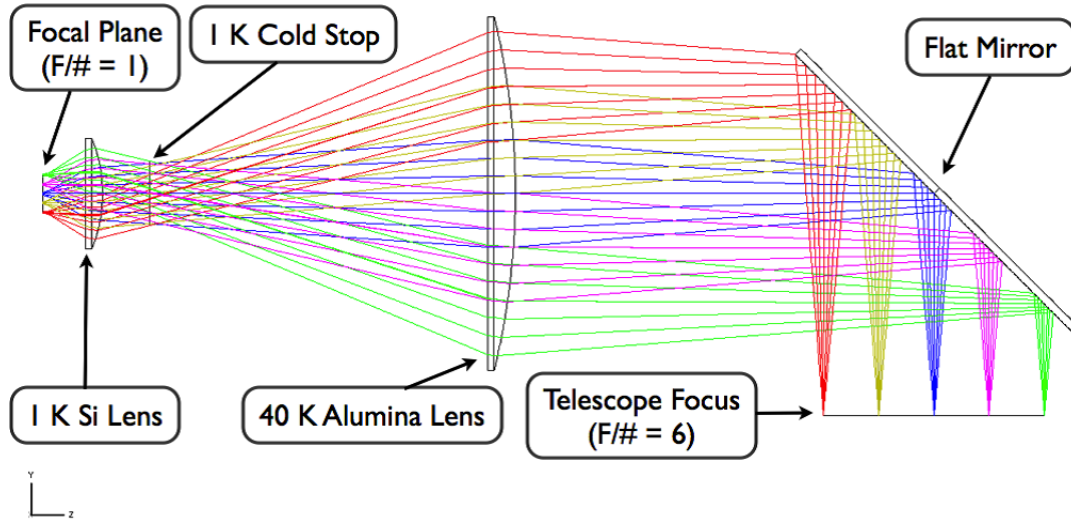 Focal Plane
(F/# = 1)
1 K Cold Stop
Flat Mirror
1 K Si Lens
40 K Alumina Lens
Telescope Focus
(F/# = 6)
Y
Z